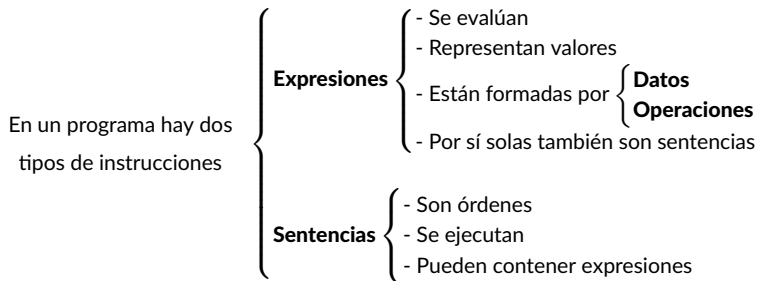 En un programa hay dos
tipos de instrucciones
Expresiones
- Se evalúan
- Representan valores
- Están formadas por
Datos
Operaciones
- Por sí solas también son sentencias
Sentencias
- Son órdenes
- Se ejecutan
- Pueden contener expresiones